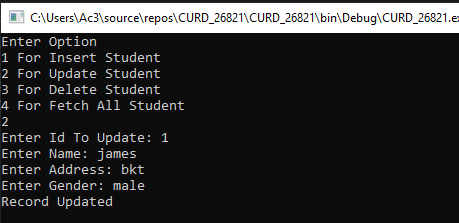 C:\Users\Ac3\source\repos\CURD_26821\CURD_26821\bin\Debug\CURD_26821.ex
Enter Option
1 For Insert Student
2 For Update Student
3 For Delete Student
4 For Fetch All Student
2
Enter Id To Update: 1
Enter Name: james
Enter Address: bkt
Enter Gender: male
Record Updated